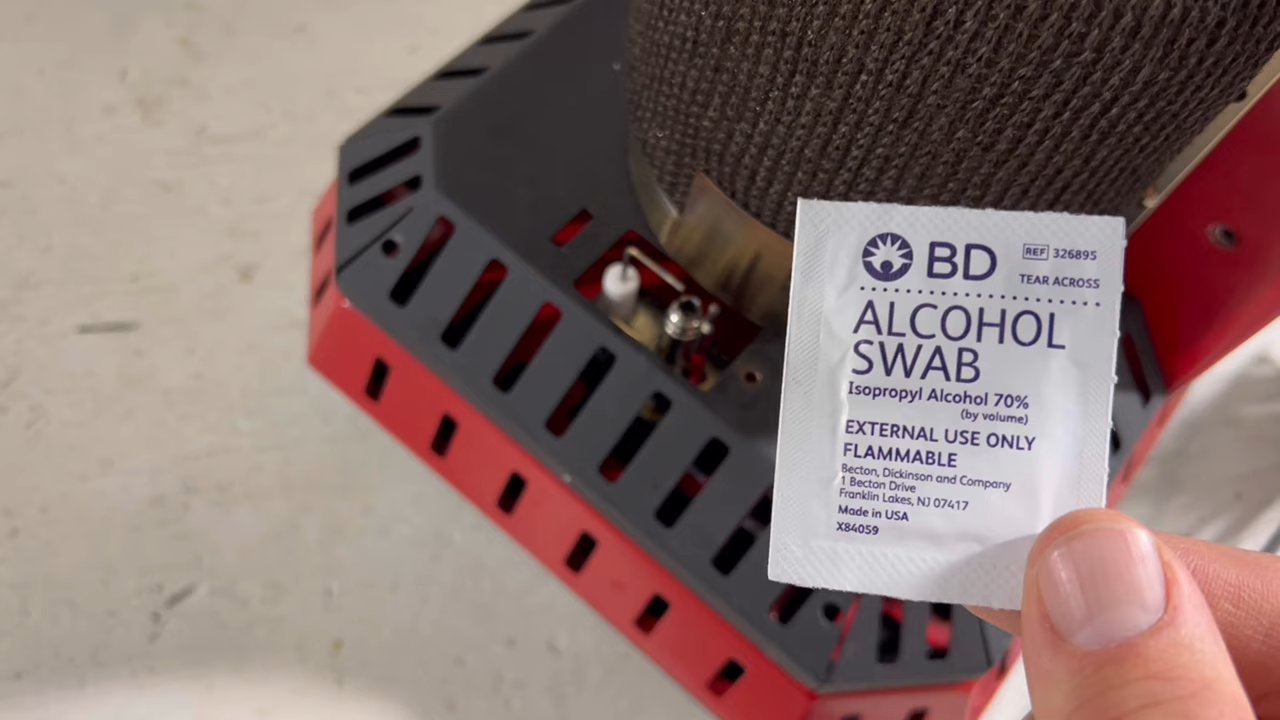 BD
REF 326895
TEAR ACROSS
ALCOHOL
SWAB
Isopropyl Alcohol 70%
(by volume)
EXTERNAL USE ONLY
FLAMMABLE
Becton, Dickinson and Company
1 Becton Drive
Franklin Lakes, NJ 07417
Made in USA
X84059